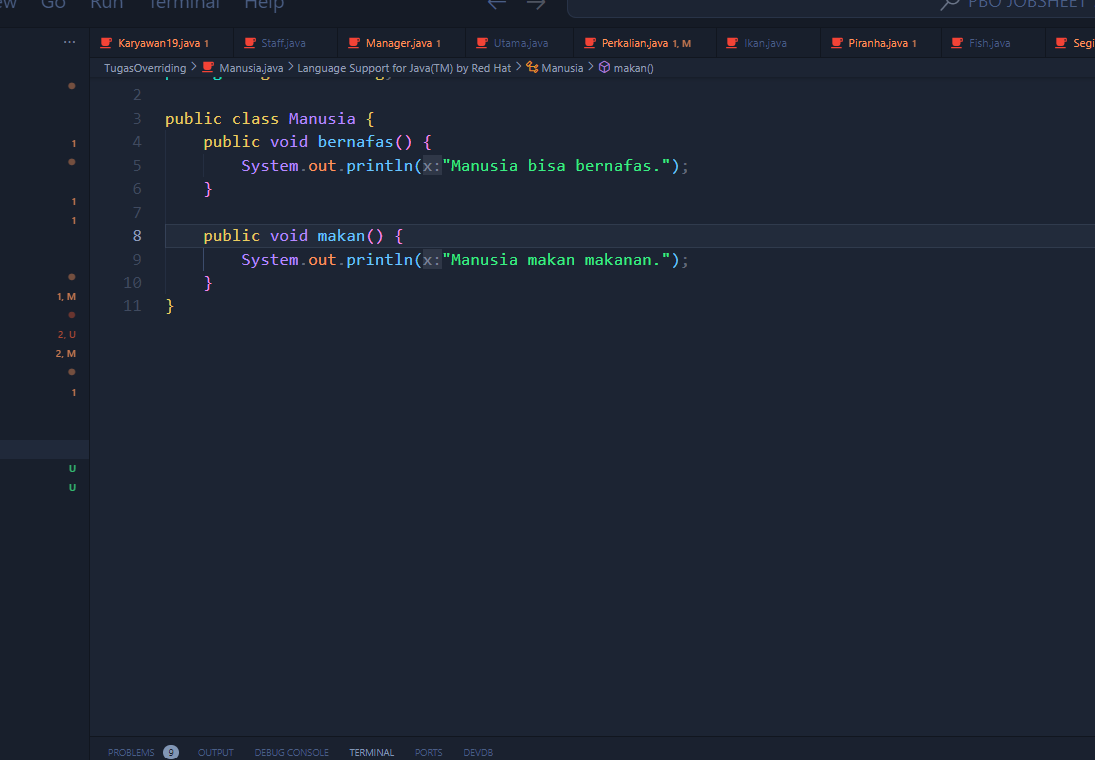 Go Run Terminal Help PBO JOBSHEET
Karyawan19.java 1 Staff.java Manager.java 1 Utama.java Perkalian.java 1, M Ikan.java Piranha.java 1 Fish.java Segi
TugasOverriding > Manusia.java > Language Support for Java(TM) by Red Hat > Manusia > makan()
2
3 public class Manusia {
4 public void bernafas() {
5 System.out.println(x:"Manusia bisa bernafas.");
6 }
7
8 public void makan() {
9 System.out.println(x:"Manusia makan makanan.");
10 }
11 }
1
1
1
1, M
2, U
2, M
1
U
U
PROBLEMS 9 OUTPUT DEBUG CONSOLE TERMINAL PORTS DEVDB